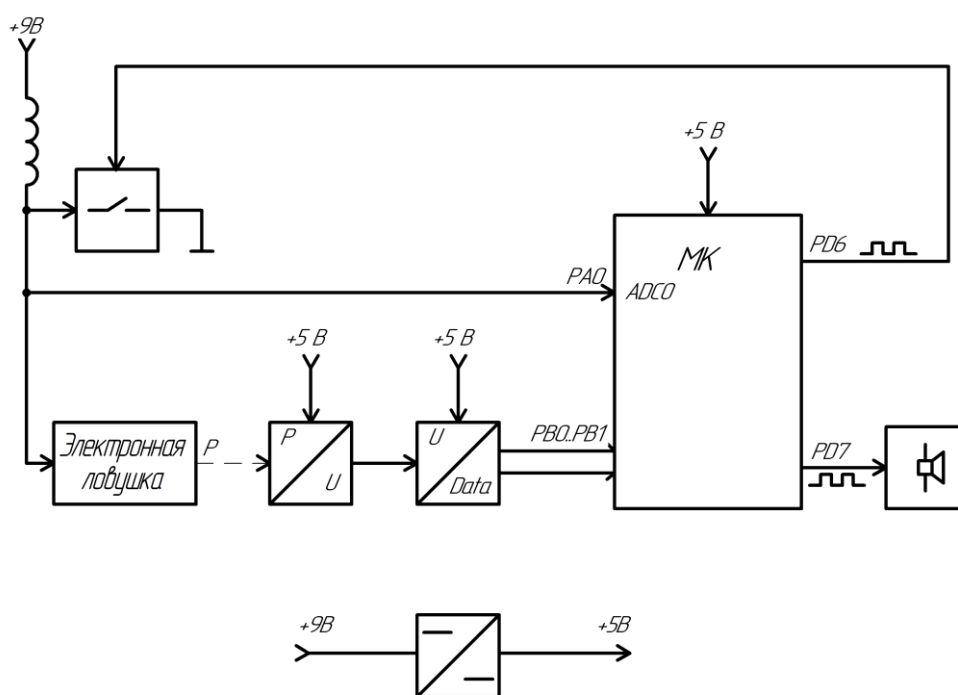 +9В
+5 В
МК
PD6
PA0
ADC0
+5 В
+5 В
Электронная
ловушка
P
P
U
U
Data
PB0..PB1
PD7
+9В
+5В